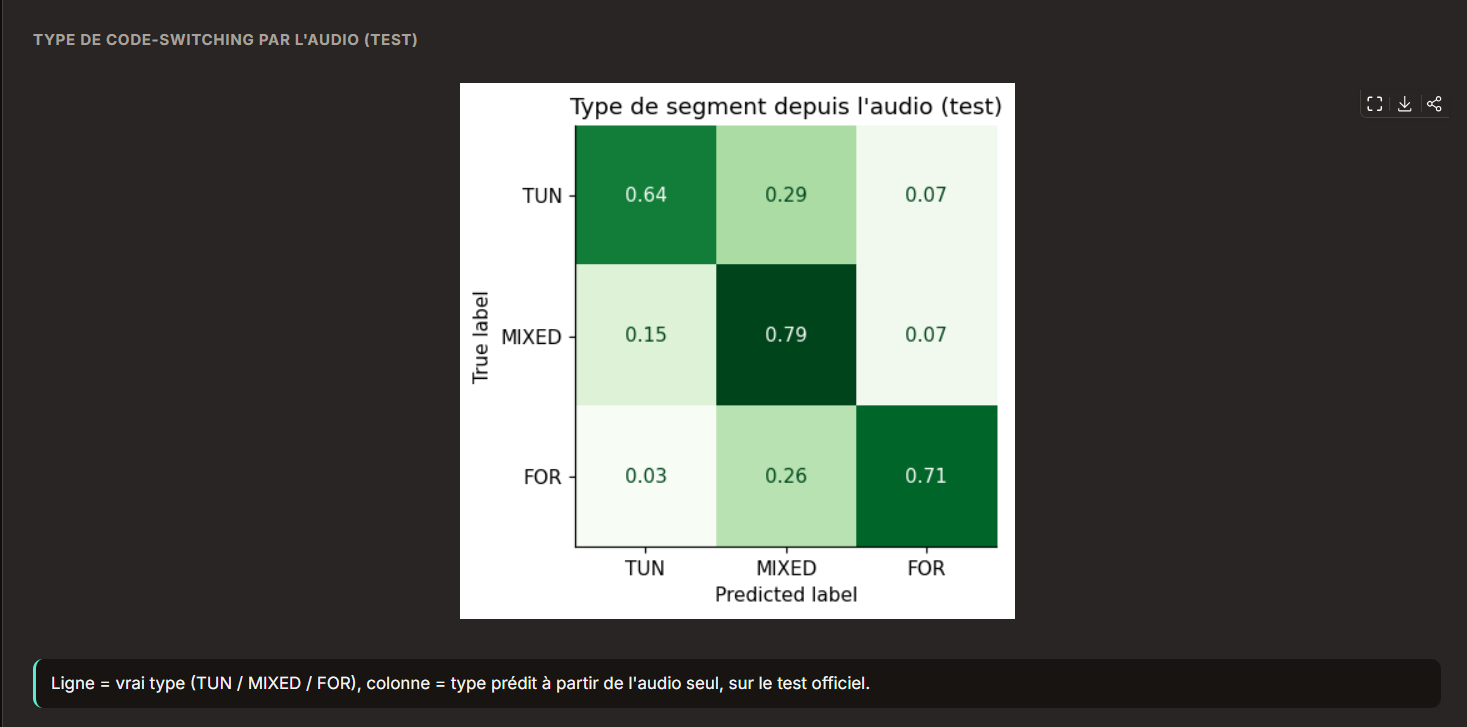 TYPE DE CODE-SWITCHING PAR L'AUDIO (TEST)
Type de segment depuis l'audio (test)
TUN 0.64 0.29 0.07
MIXED 0.15 0.79 0.07
FOR 0.03 0.26 0.71
True label
TUN MIXED FOR
Predicted label
Ligne = vrai type (TUN / MIXED / FOR), colonne = type prédit à partir de l'audio seul, sur le test officiel.